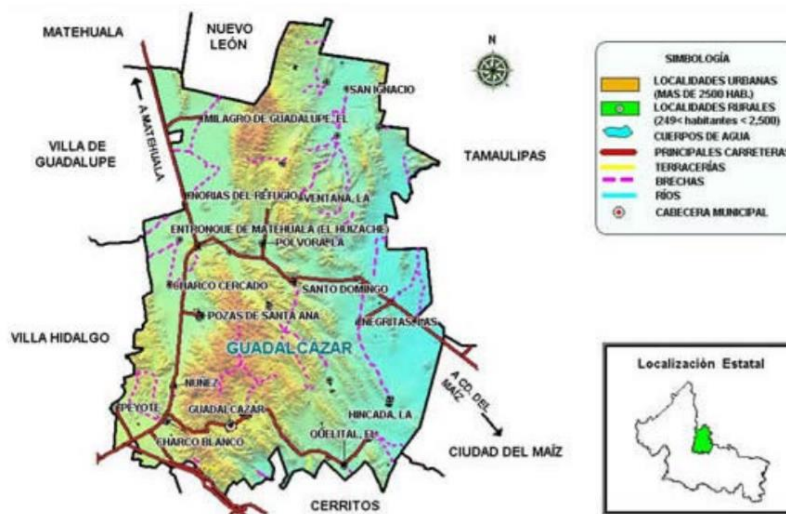 MATEHUALA
NUEVO
LEÓN
N
SAN IGNACIO
MILAGRO DE GUADALUPE, EL
A MATEHUALA
VILLA DE
GUADALUPE
TAMAULIPAS
NORIAS DEL REFUGIO
VENTANA, LA
ENTRONQUE DE MATEHUALA (EL HUIZACHE)
POLVORA, LA
CHARCO CERCADO
SANTO DOMINGO
POZAS DE SANTA ANA
NEGRITAS, LAS
VILLA HIDALGO
GUADALCÁZAR
NUÑEZ
PEYOTE
GUADALCAZAR
HINCADA, LA
A CD. DEL
MAÍZ
CHARCO BLANCO
QUELITAL, EL
CIUDAD DEL MAÍZ
CERRITOS
SIMBOLOGÍA
LOCALIDADES URBANAS
(MAS DE 2500 HAB.)
LOCALIDADES RURALES
(249< habitantes < 2,500)
CUERPOS DE AGUA
PRINCIPALES CARRETERAS
TERRACERÍAS
BRECHAS
RÍOS
CABECERA MUNICIPAL
Localización Estatal